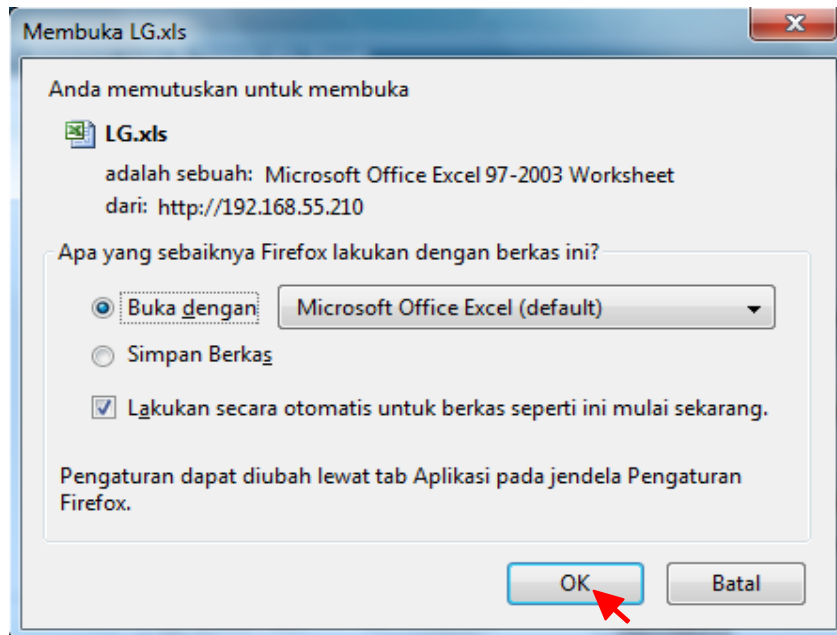 Membuka LG.xls
Anda memutuskan untuk membuka
LG.xls
adalah sebuah: Microsoft Office Excel 97-2003 Worksheet
dari: http://192.168.55.210
Apa yang sebaiknya Firefox lakukan dengan berkas ini?
Buka dengan Microsoft Office Excel (default)
Simpan Berkas
Lakukan secara otomatis untuk berkas seperti ini mulai sekarang.
Pengaturan dapat diubah lewat tab Aplikasi pada jendela Pengaturan
Firefox.
OK Batal